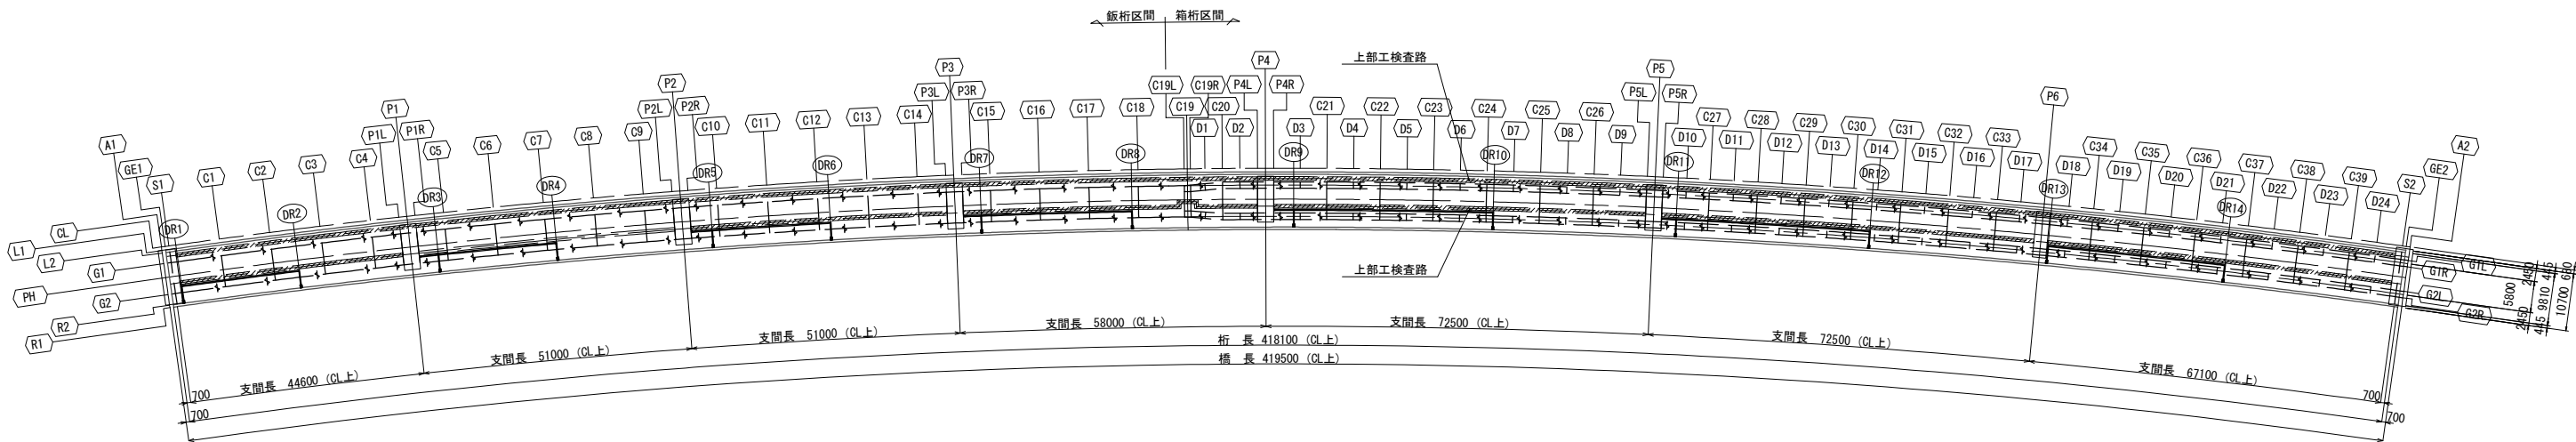 鈑桁区間 箱桁区間
上部工検査路
P4
P3 P5
P2 P6
P1
C19L C19R P4L P4R
P3L P3R P5L P5R
P2L P2R
P1L P1R
A1 GE1 S1
C1 C2 C3 C4 C5 C6 C7 C8 C9 C10 C11 C12 C13 C14 C15 C16 C17 C18 C19 C20 C21 C22 C23 C24 C25 C26 C27 C28 C29 C30 C31 C32 C33 C34 C35 C36 C37 C38 C39
D1 D2 D3 D4 D5 D6 D7 D8 D9 D10 D11 D12 D13 D14 D15 D16 D17 D18 D19 D20 D21 D22 D23 D24
S2 GE2 A2
DR1 DR2 DR3 DR4 DR5 DR6 DR7 DR8 DR9 DR10 DR11 DR12 DR13 DR14
CL
L1
L2
G1
PH
G2
R2
R1
G1L
G1R
G2L
G2R
上部工検査路
2450 445 660
5800 9810 10700
2450 445
支間長 44600 (CL上)
支間長 51000 (CL上)
支間長 51000 (CL上)
支間長 58000 (CL上)
支間長 72500 (CL上)
支間長 72500 (CL上)
支間長 67100 (CL上)
700 700
桁 長 418100 (CL上)
700 700
橋 長 419500 (CL上)